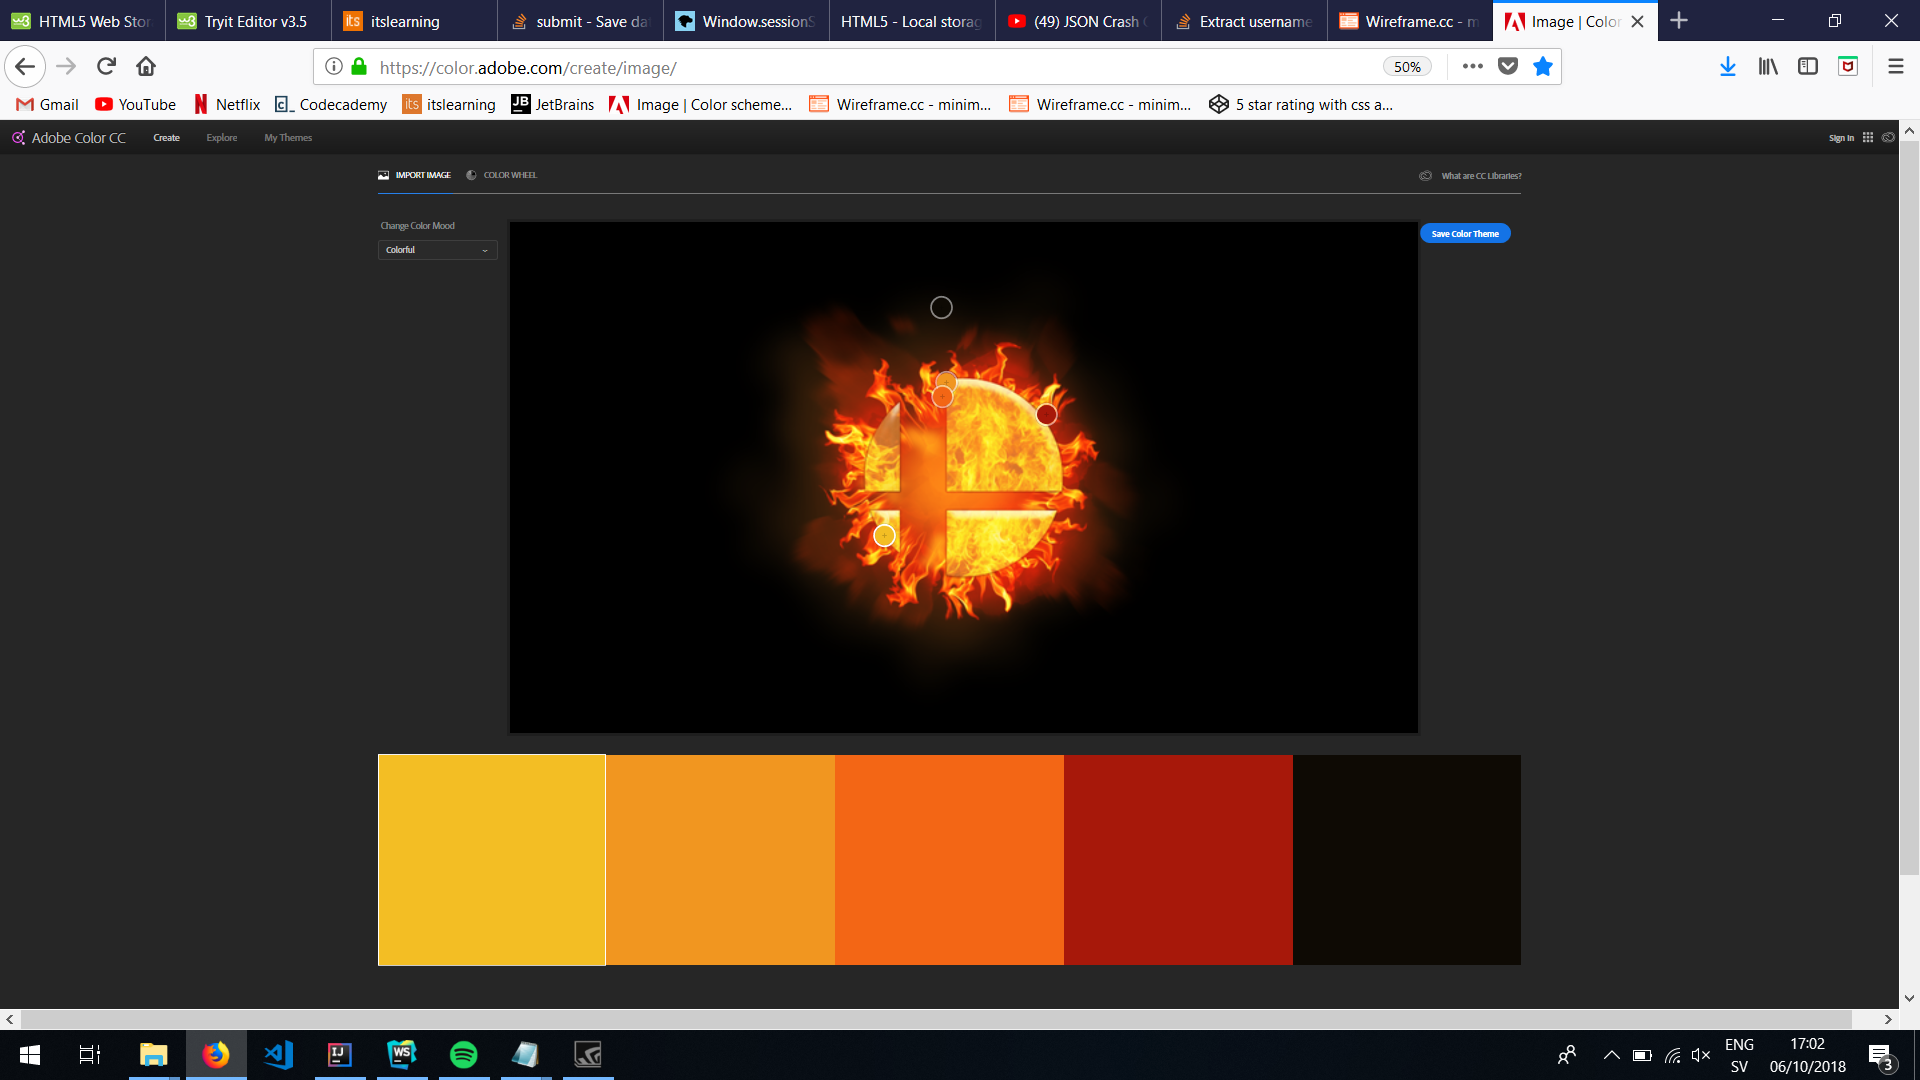 HTML5 Web Stor
Tryit Editor v3.5
itslearning
submit - Save da
Window.sessionS
HTML5 - Local storag
(49) JSON Crash C
Extract username
Wireframe.cc - m
Image | Color
https://color.adobe.com/create/image/
50%
Gmail
YouTube
Netflix
Codecademy
its itslearning
JetBrains
Image | Color scheme...
Wireframe.cc - minim...
Wireframe.cc - minim...
5 star rating with css a...
Adobe Color CC
Create
Explore
My Themes
Sign In
IMPORT IMAGE
COLOR WHEEL
What are CC Libraries?
Change Color Mood
Colorful
Save Color Theme
ENG
SV
17:02
06/10/2018
3